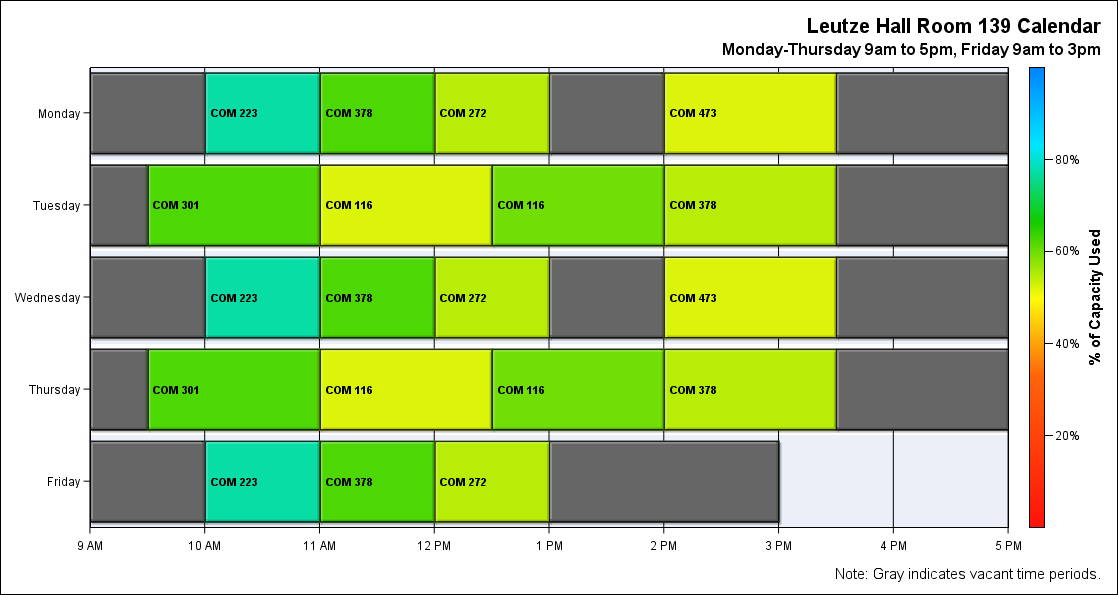 Leutze Hall Room 139 Calendar
Monday-Thursday 9am to 5pm, Friday 9am to 3pm
Monday COM 223 COM 378 COM 272 COM 473
Tuesday COM 301 COM 116 COM 116 COM 378
Wednesday COM 223 COM 378 COM 272 COM 473
Thursday COM 301 COM 116 COM 116 COM 378
Friday COM 223 COM 378 COM 272
9 AM 10 AM 11 AM 12 PM 1 PM 2 PM 3 PM 4 PM 5 PM
80%
60%
40%
20%
% of Capacity Used
Note: Gray indicates vacant time periods.